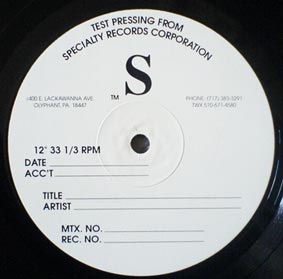 TEST PRESSING FROM
SPECIALTY RECORDS CORPORATION
S
TM
1400 E. LACKAWANNA AVE.
OLYPHANT, PA. 18447
PHONE: (717) 383-3291
TWX 510-671-4580
12" 33 1/3 RPM
DATE
ACC'T
TITLE
ARTIST
MTX. NO.
REC. NO.